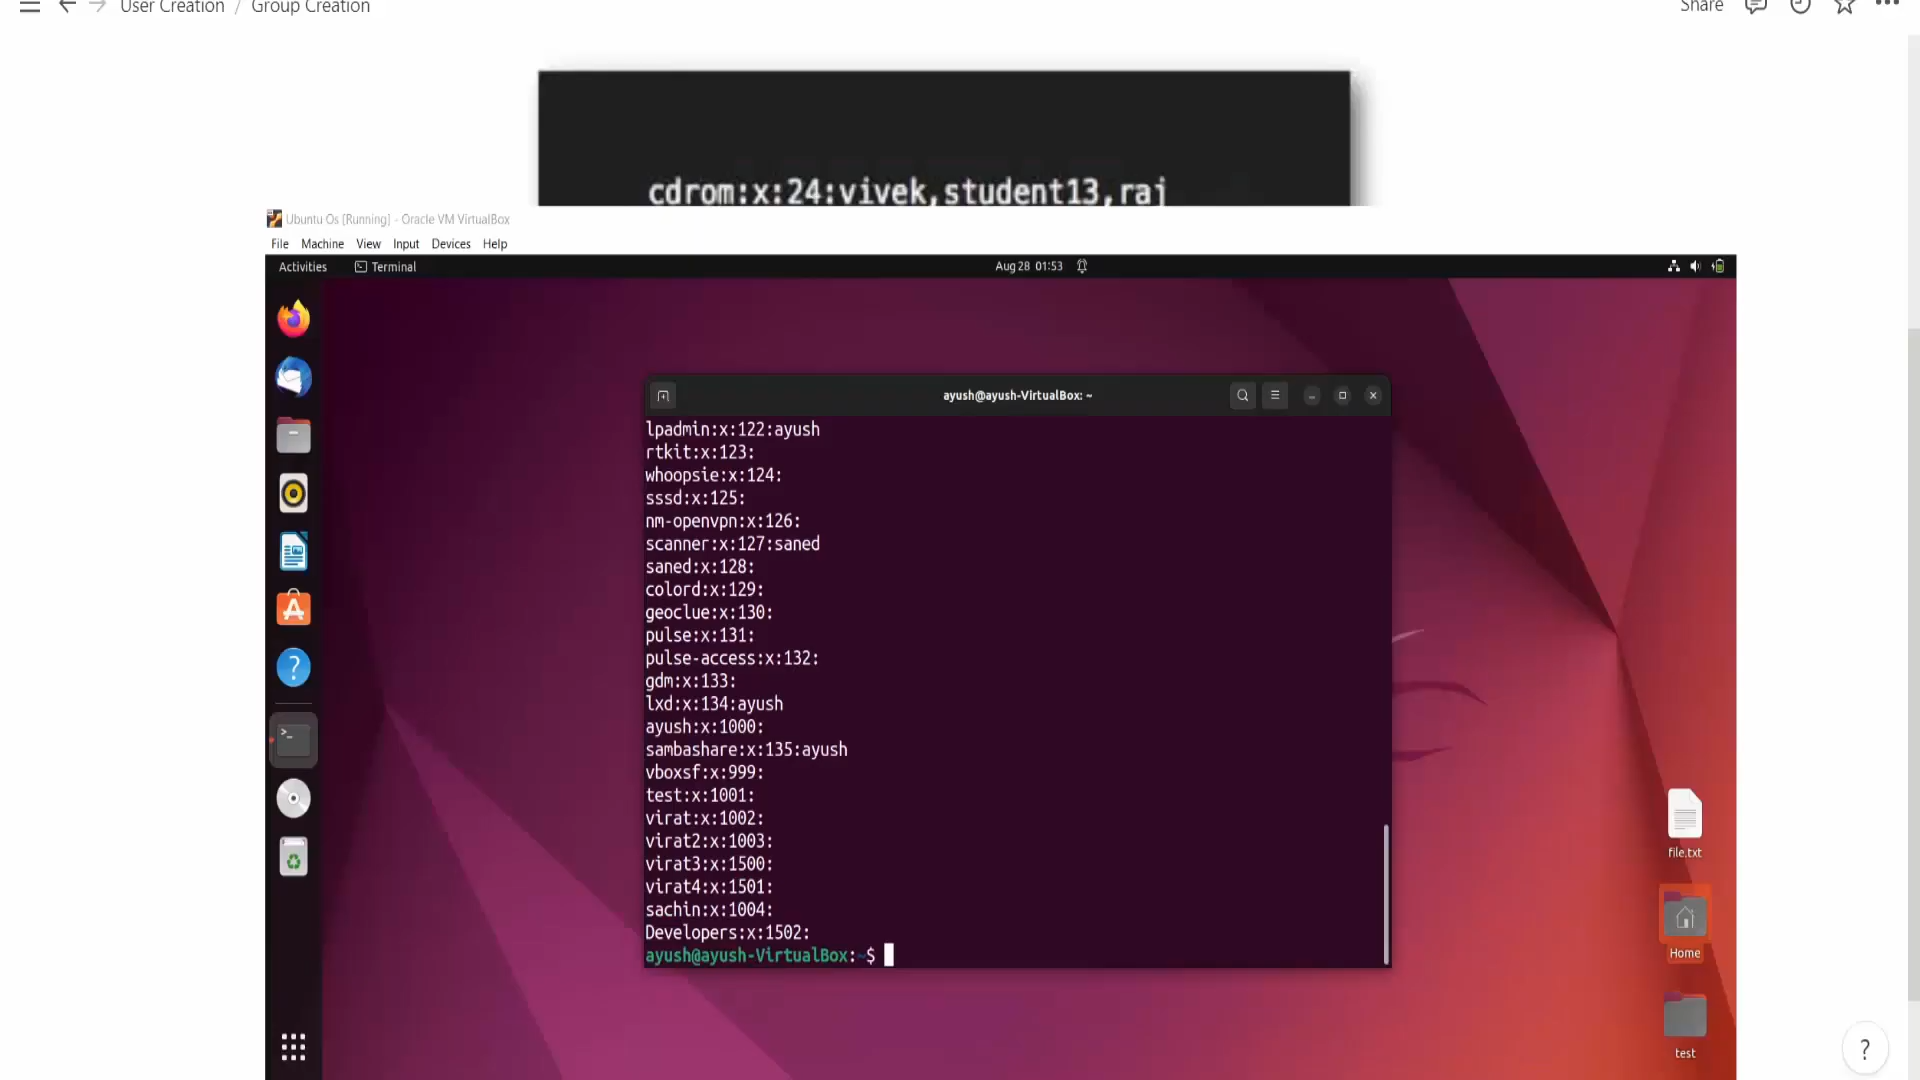 User Creation / Group Creation
Share
cdrom:x:24:vivek,student13,raj
Ubuntu Os [Running] - Oracle VM VirtualBox
File Machine View Input Devices Help
Activities Terminal Aug 28 01:53
ayush@ayush-VirtualBox: ~
lpadmin:x:122:ayush
rtkit:x:123:
whoopsie:x:124:
sssd:x:125:
nm-openvpn:x:126:
scanner:x:127:saned
saned:x:128:
colord:x:129:
geoclue:x:130:
pulse:x:131:
pulse-access:x:132:
gdm:x:133:
lxd:x:134:ayush
ayush:x:1000:
sambashare:x:135:ayush
vboxsf:x:999:
test:x:1001:
virat:x:1002:
virat2:x:1003:
virat3:x:1500:
virat4:x:1501:
sachin:x:1004:
Developers:x:1502:
ayush@ayush-VirtualBox:~$
file.txt
Home
test
?